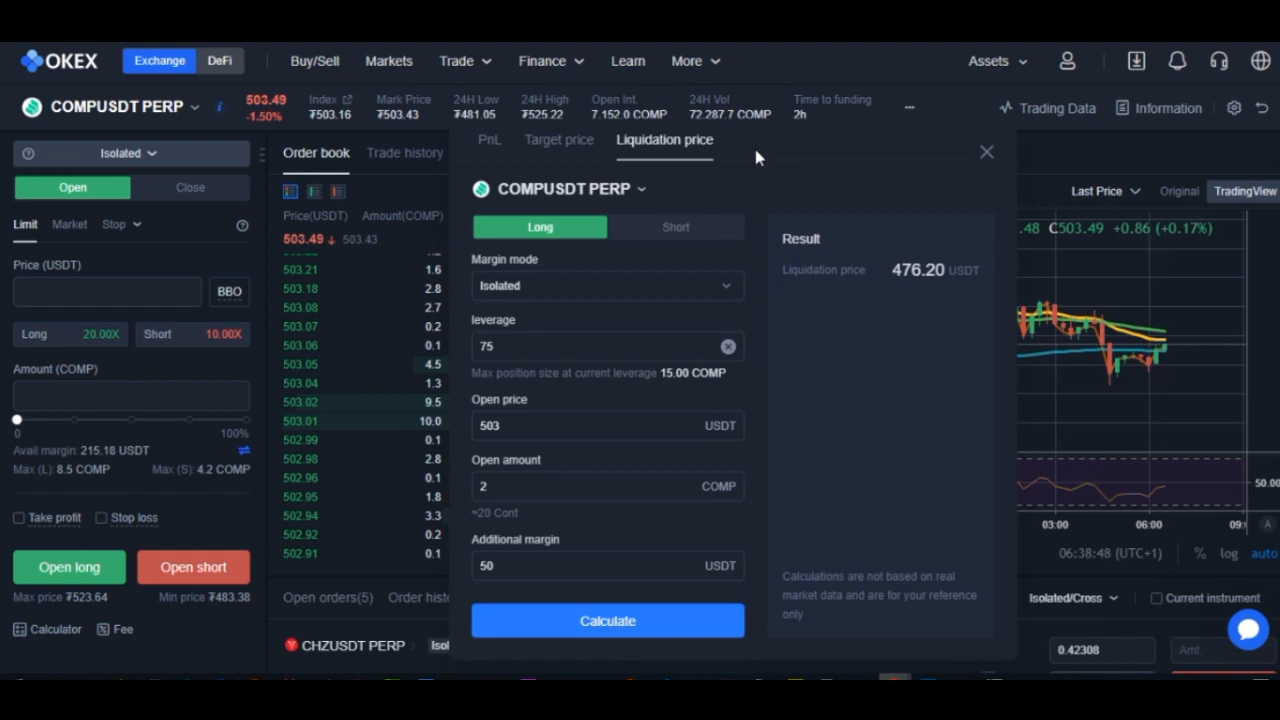 OKEX Exchange DeFi Buy/Sell Markets Trade Finance Learn More Assets
COMPUSDT PERP
503.49
-1.50%
Index
₮503.16
Mark Price
₮503.43
24H Low
₮481.05
24H High
₮525.22
Open Int.
7,152.0 COMP
24H Vol
72,287.7 COMP
Time to funding
2h
Trading Data
Information
Isolated
Open Close
Limit Market Stop
Price (USDT)
BBO
Long 20.00X Short 10.00X
Amount (COMP)
0 100%
Avail margin: 215.18 USDT
Max (L): 8.5 COMP Max (S): 4.2 COMP
Take profit Stop loss
Open long Open short
Max price ₮523.64 Min price ₮483.38
Calculator Fee
Order book Trade history
Price(USDT) Amount(COMP)
503.49 ↓ 503.43
503.21 1.6
503.18 2.8
503.08 2.7
503.07 0.2
503.06 0.1
503.05 4.5
503.04 1.3
503.02 9.5
503.01 10.0
502.99 0.1
502.98 2.8
502.96 0.1
502.95 1.8
502.94 3.3
502.92 0.2
502.91 0.1
Open orders(5) Order hist
CHZUSDT PERP Isol
PnL Target price Liquidation price
COMPUSDT PERP
Long Short
Margin mode
Isolated
leverage
75
Max position size at current leverage 15.00 COMP
Open price
503 USDT
Open amount
2 COMP
≈20 Cont
Additional margin
50 USDT
Calculate
Result
Liquidation price 476.20 USDT
Calculations are not based on real
market data and are for your reference
only
Last Price Original TradingView
.48 C503.49 +0.86 (+0.17%)
50.00
03:00 06:00 09:
A
06:38:48 (UTC+1) % log auto
Isolated/Cross Current instrument
0.42308 Amt.